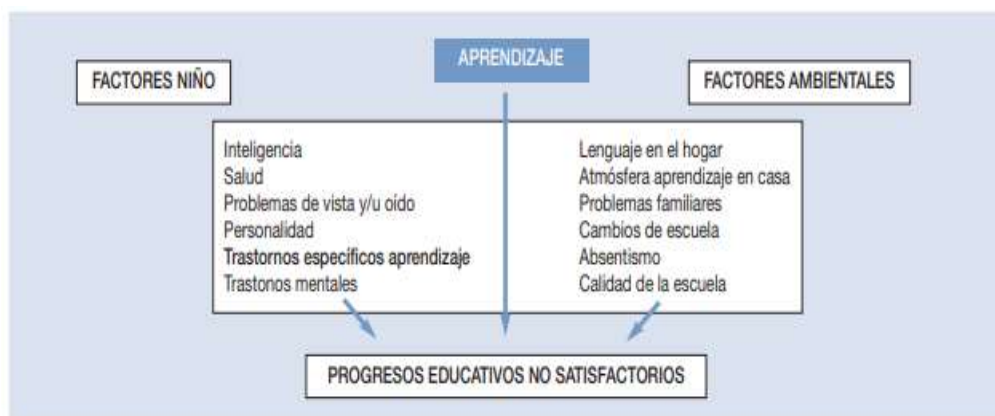 APRENDIZAJE
FACTORES NIÑO
FACTORES AMBIENTALES
Inteligencia
Salud
Problemas de vista y/u oído
Personalidad
Trastornos específicos aprendizaje
Trastonos mentales
Lenguaje en el hogar
Atmósfera aprendizaje en casa
Problemas familiares
Cambios de escuela
Absentismo
Calidad de la escuela
PROGRESOS EDUCATIVOS NO SATISFACTORIOS